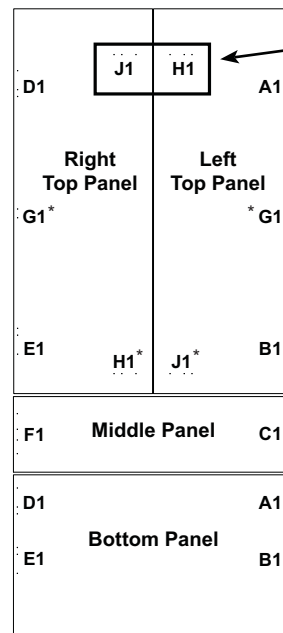 J1 H1
D1 A1
Right Left
Top Panel Top Panel
G1* *G1
E1 B1
H1* J1*
F1 Middle Panel C1
D1 A1
Bottom Panel
E1 B1